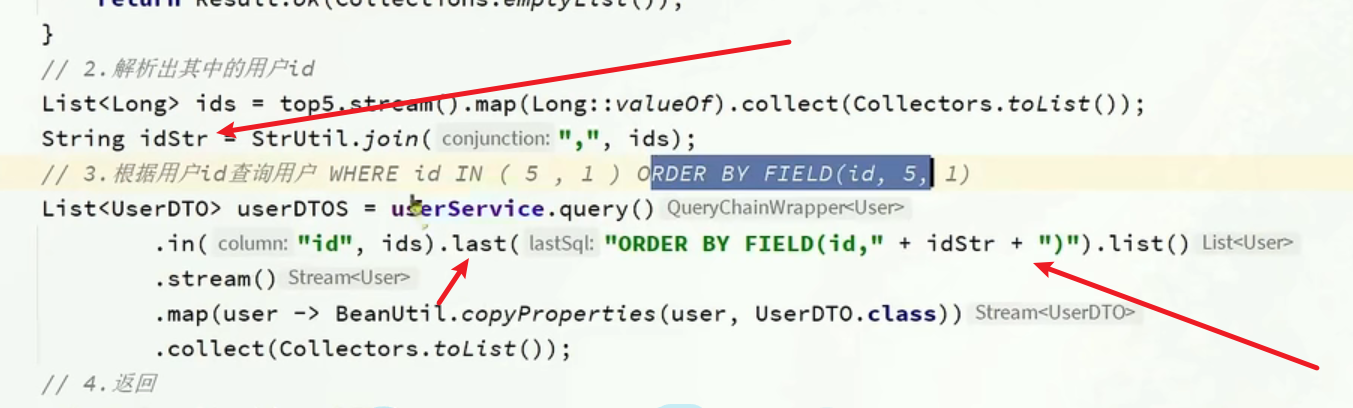 return Result.ok(Collections.emptyList());
}
// 2.解析出其中的用户id
List<Long> ids = top5.stream().map(Long::valueOf).collect(Collectors.toList());
String idStr = StrUtil.join( conjunction: ",", ids);
// 3.根据用户id查询用户 WHERE id IN ( 5 , 1 ) ORDER BY FIELD(id, 5, 1)
List<UserDTO> userDTOS = userService.query() QueryChainWrapper<User>
.in( column: "id", ids).last( lastSql: "ORDER BY FIELD(id," + idStr + ")").list() List<User>
.stream() Stream<User>
.map(user -> BeanUtil.copyProperties(user, UserDTO.class)) Stream<UserDTO>
.collect(Collectors.toList());
// 4.返回